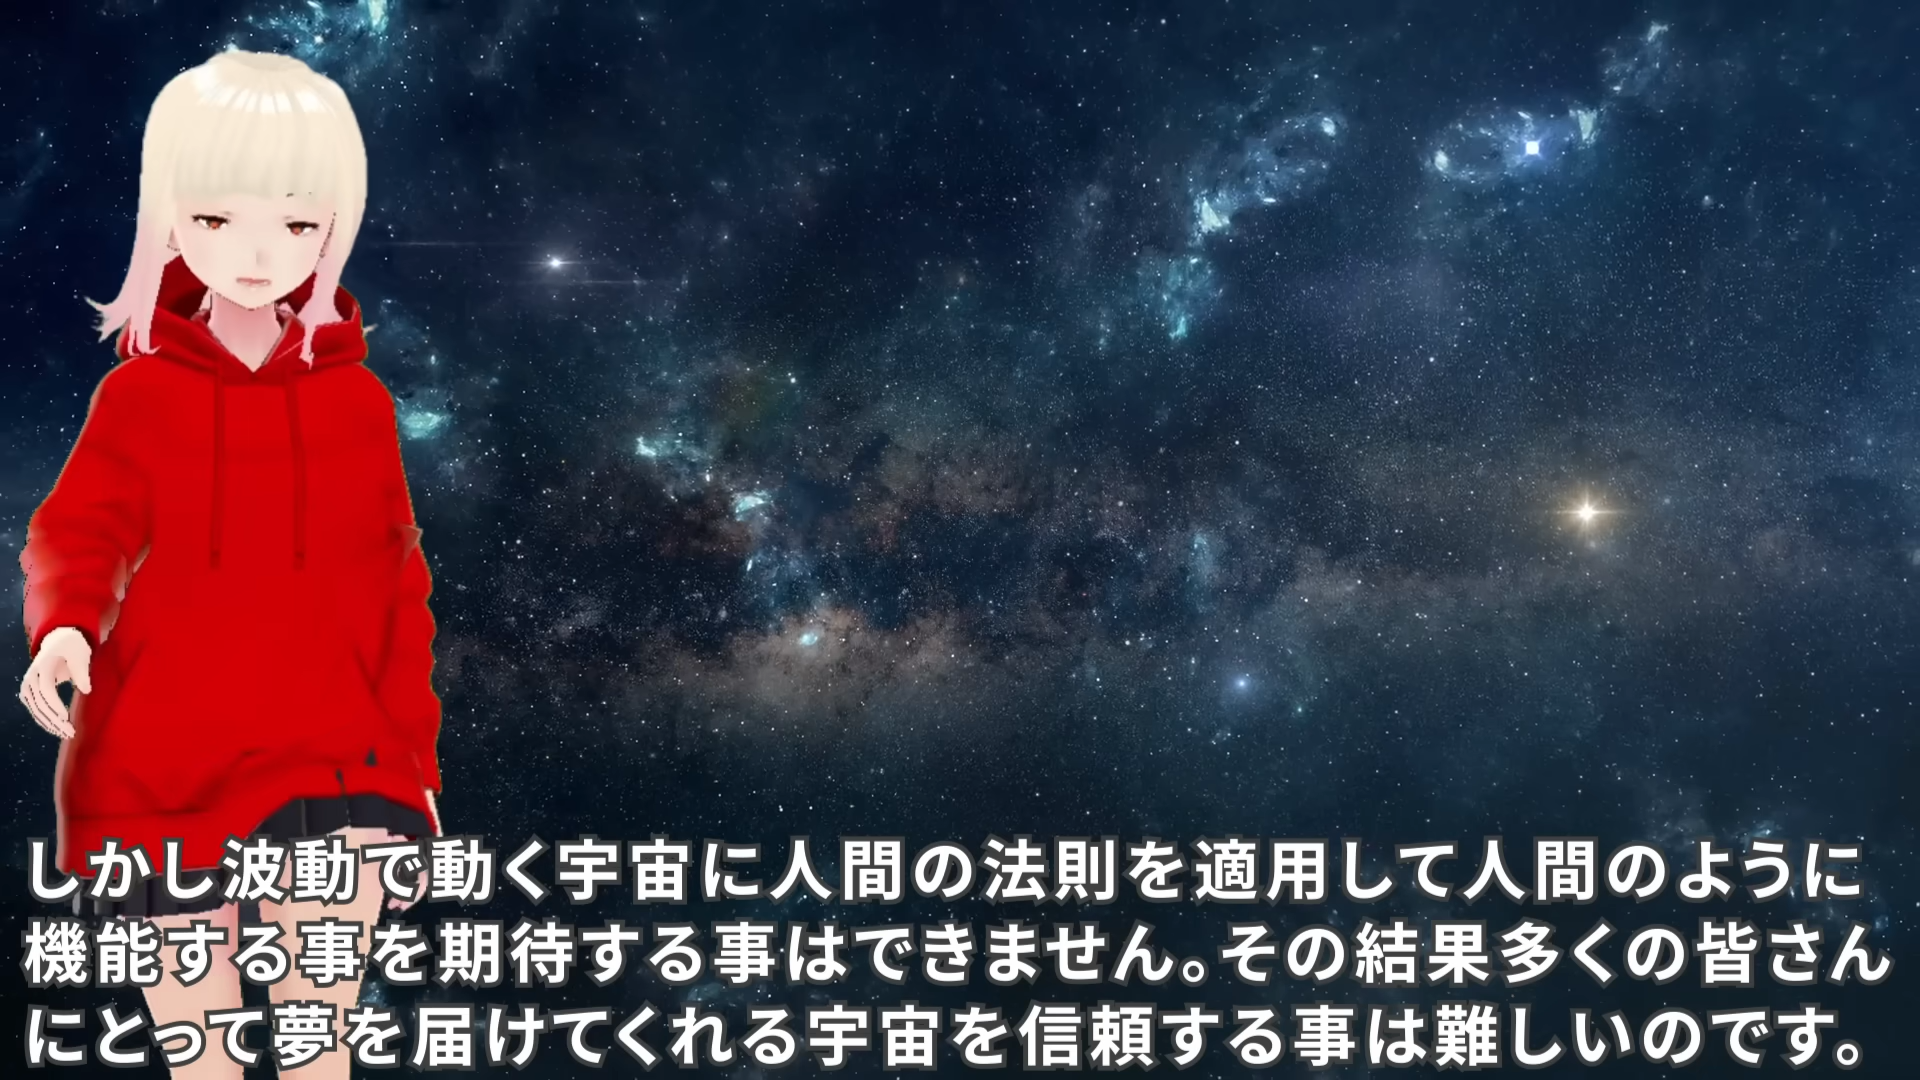 しかし波動で動く宇宙に人間の法則を適用して人間のように
機能する事を期待する事はできません。その結果多くの皆さん
にとって夢を届けてくれる宇宙を信頼する事は難しいのです。